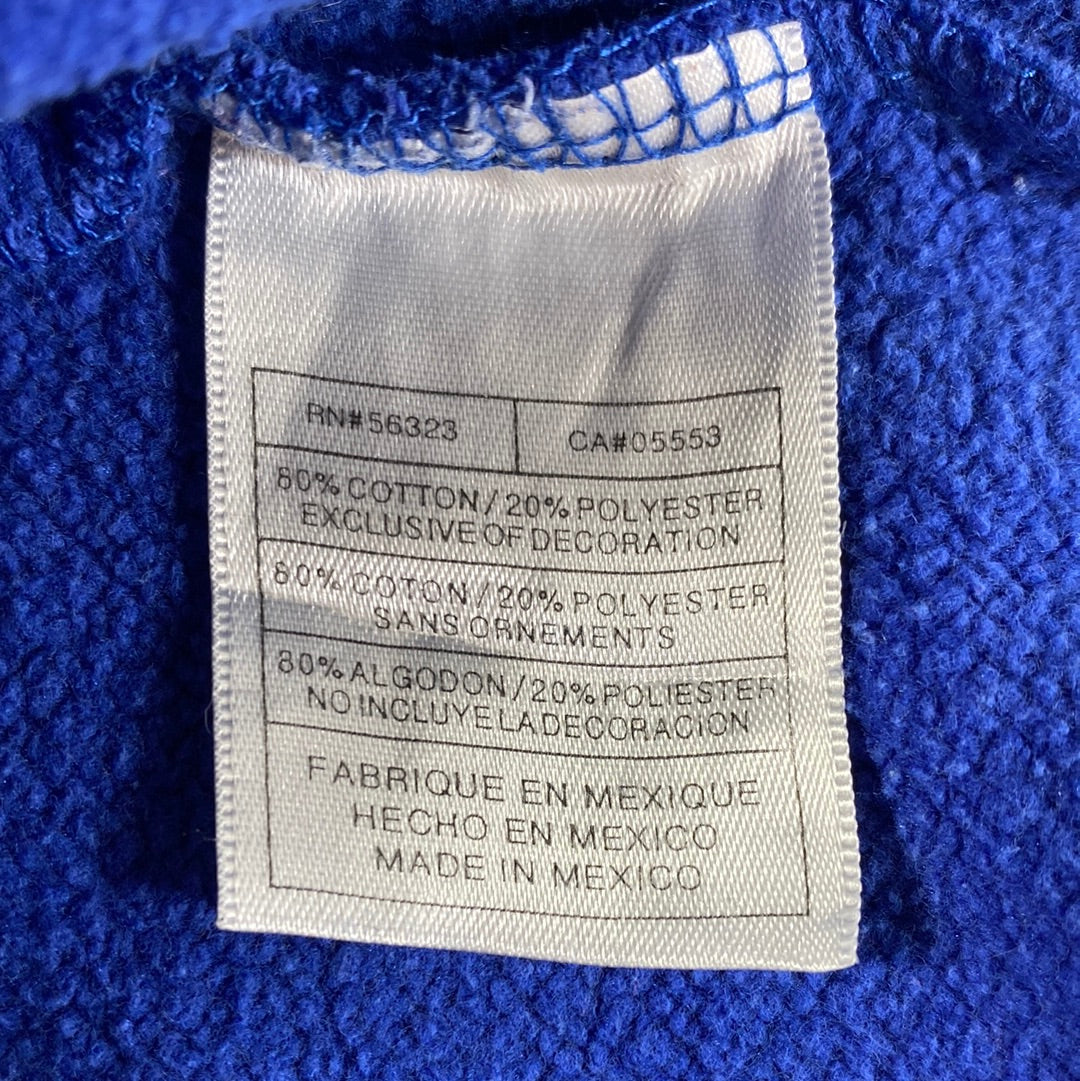 RN#56323 CA#05553
80% COTTON/20% POLYESTER
EXCLUSIVE OF DECORATION
80% COTON/20% POLYESTER
SANS ORNEMENTS
80% ALGODON/20% POLIESTER
NO INCLUYE LA DECORACION
FABRIQUE EN MEXIQUE
HECHO EN MEXICO
MADE IN MEXICO